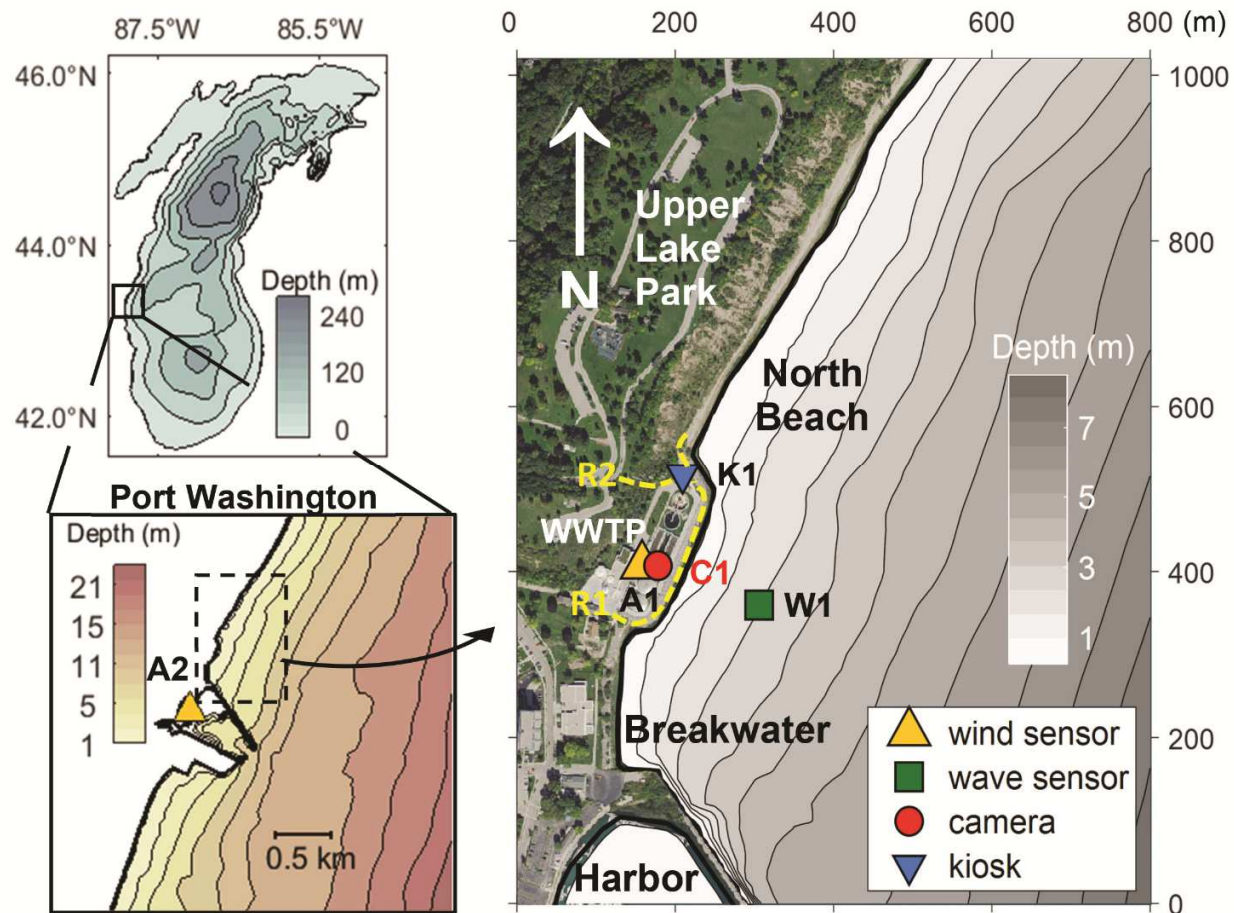 87.5°W 85.5°W
46.0°N
44.0°N
42.0°N
Depth (m)
240
120
0
Port Washington
Depth (m)
21
15
11
5
1
A2
0.5 km
0 200 400 600 800 (m)
1000
800
600
400
200
0
N
Upper
Lake
Park
North
Beach
Depth (m)
7
5
3
1
R2
K1
WWTP
C1
R1
A1
W1
Breakwater
Harbor
wind sensor
wave sensor
camera
kiosk